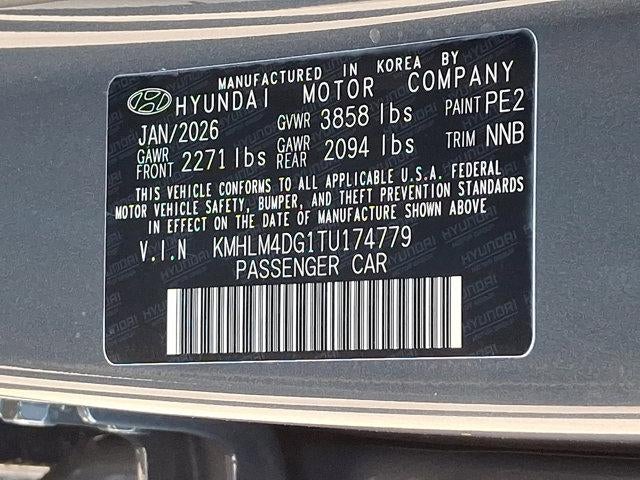 MANUFACTURED IN KOREA BY
HYUNDAI MOTOR COMPANY
JAN/2026 GVWR 3858 lbs PAINT PE2
GAWR FRONT 2271 lbs GAWR REAR 2094 lbs TRIM NNB
THIS VEHICLE CONFORMS TO ALL APPLICABLE U.S.A. FEDERAL
MOTOR VEHICLE SAFETY, BUMPER, AND THEFT PREVENTION STANDARDS
IN EFFECT ON THE DATE OF MANUFACTURE SHOWN ABOVE
V.I.N KMHLM4DG1TU174779
PASSENGER CAR